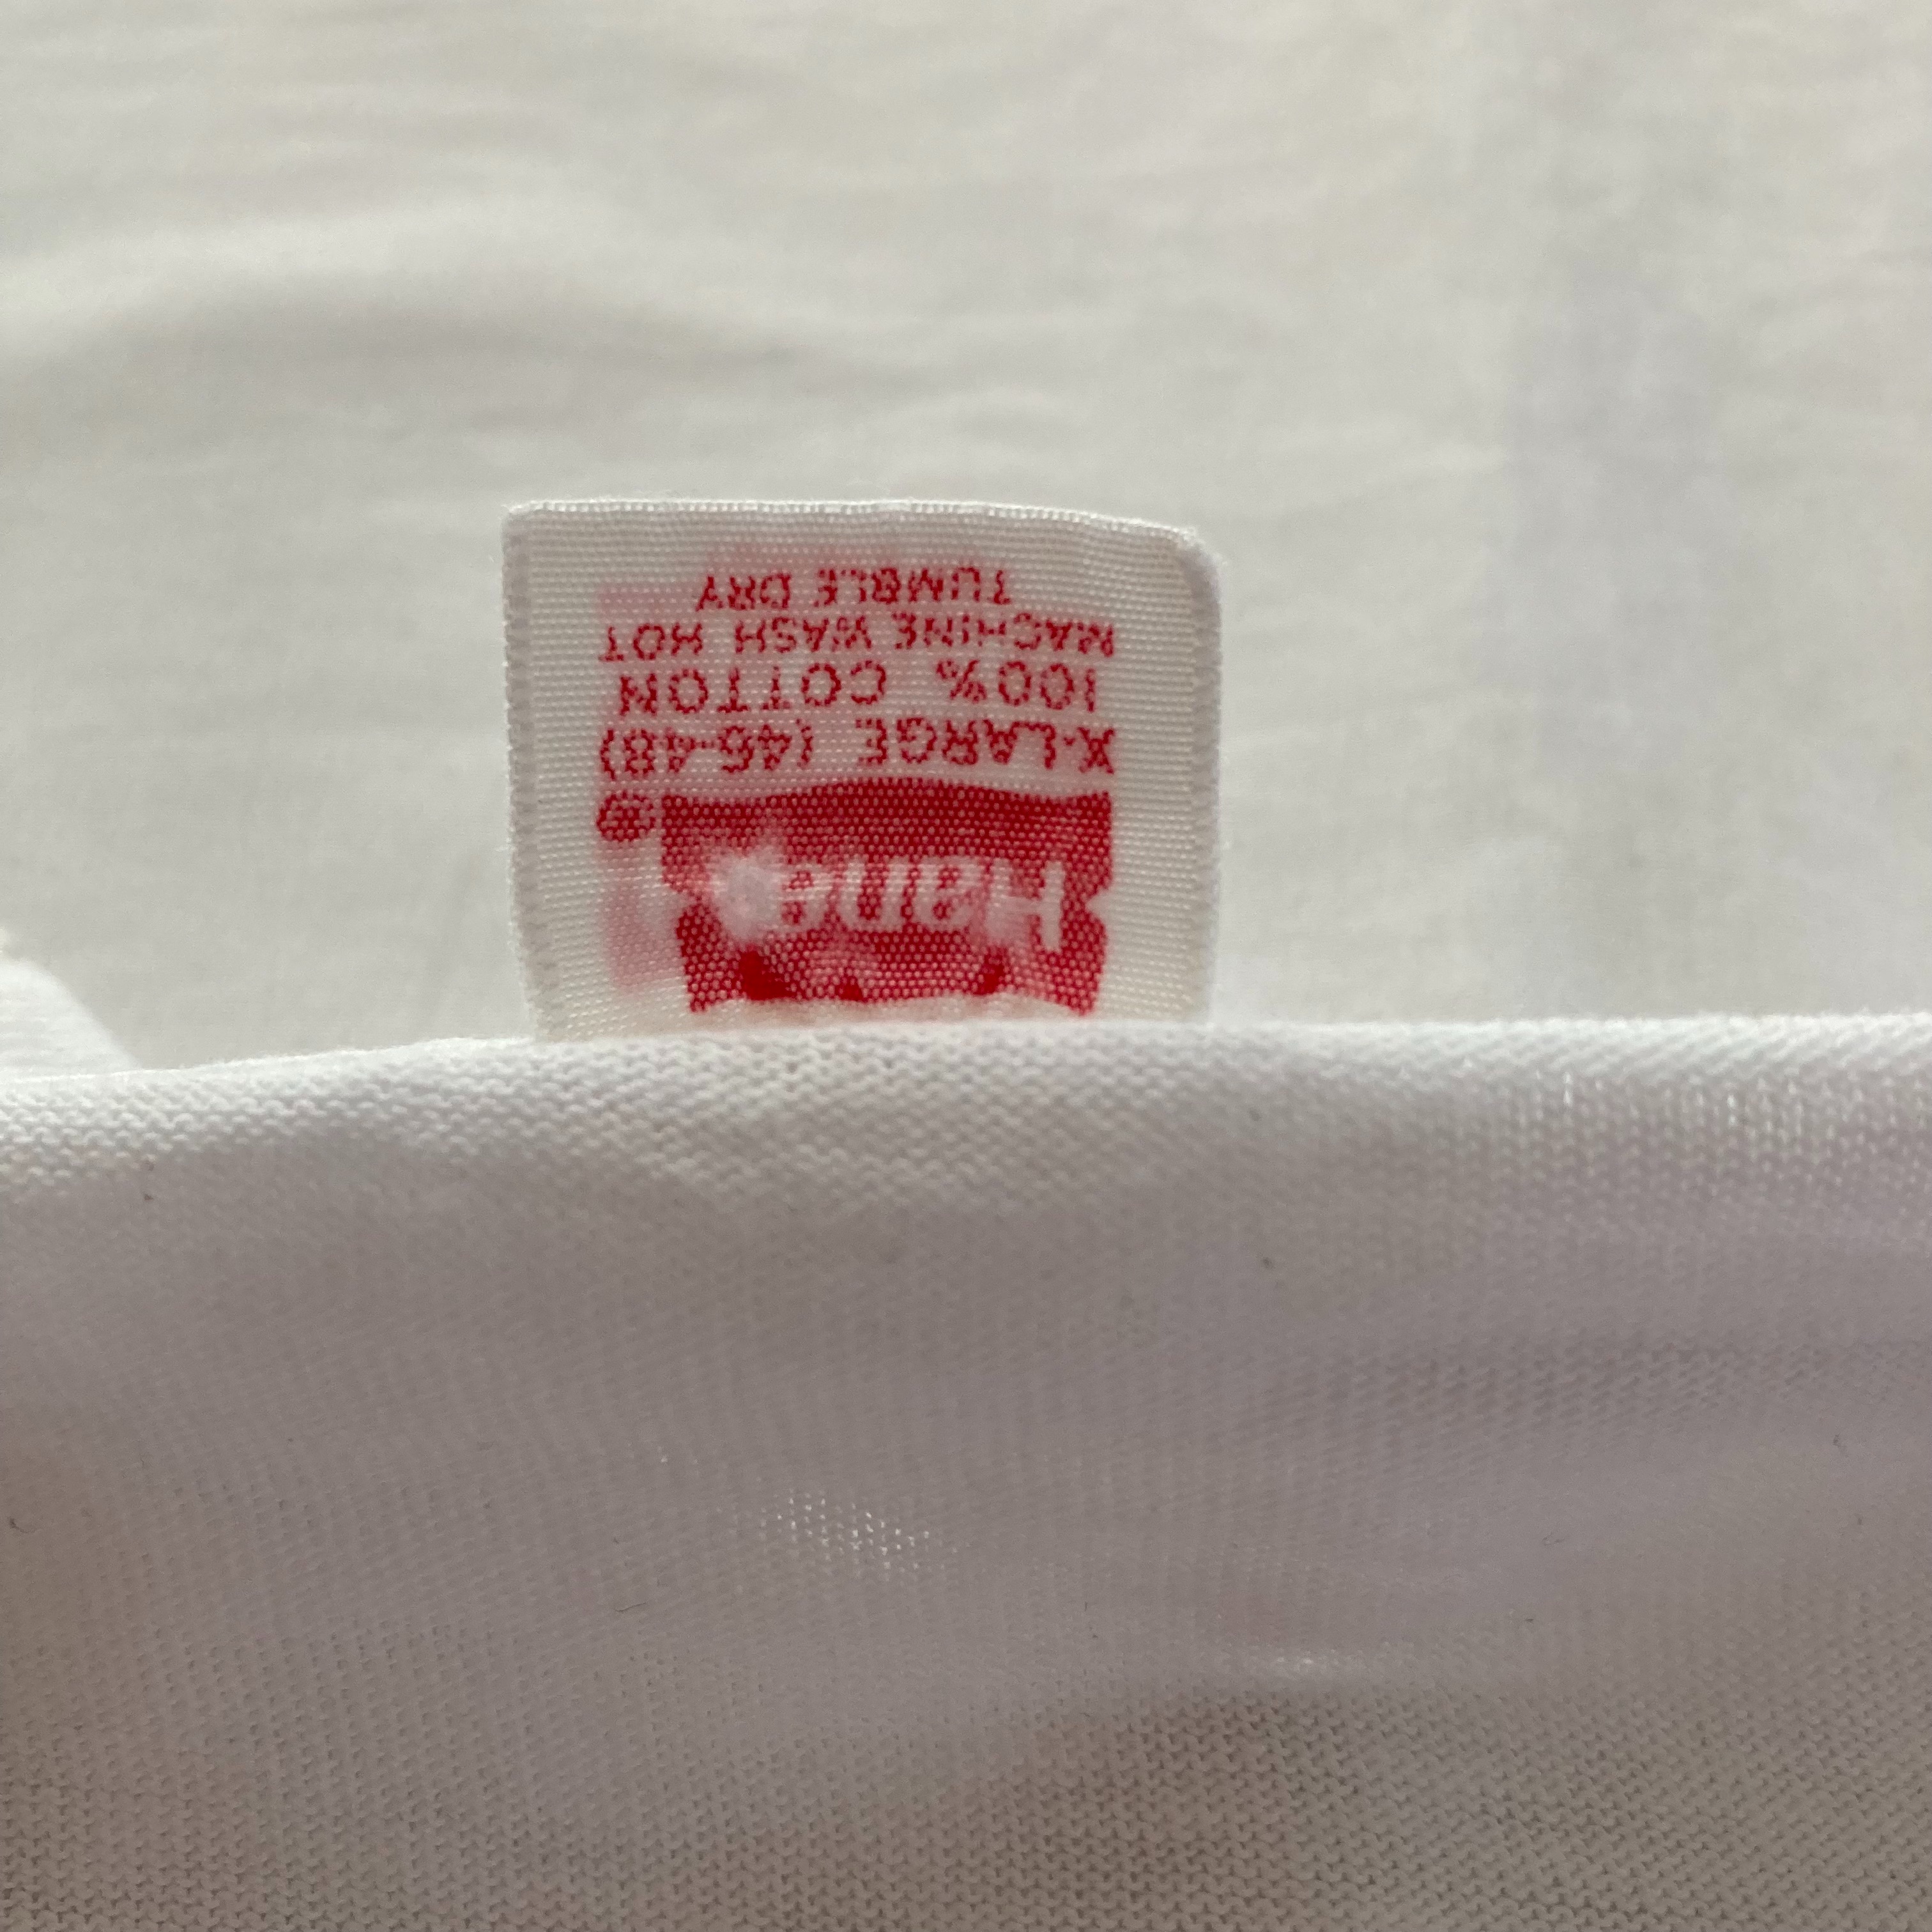 Hanes
®
X-LARGE (46-48)
100% COTTON
MACHINE WASH HOT
TUMBLE DRY